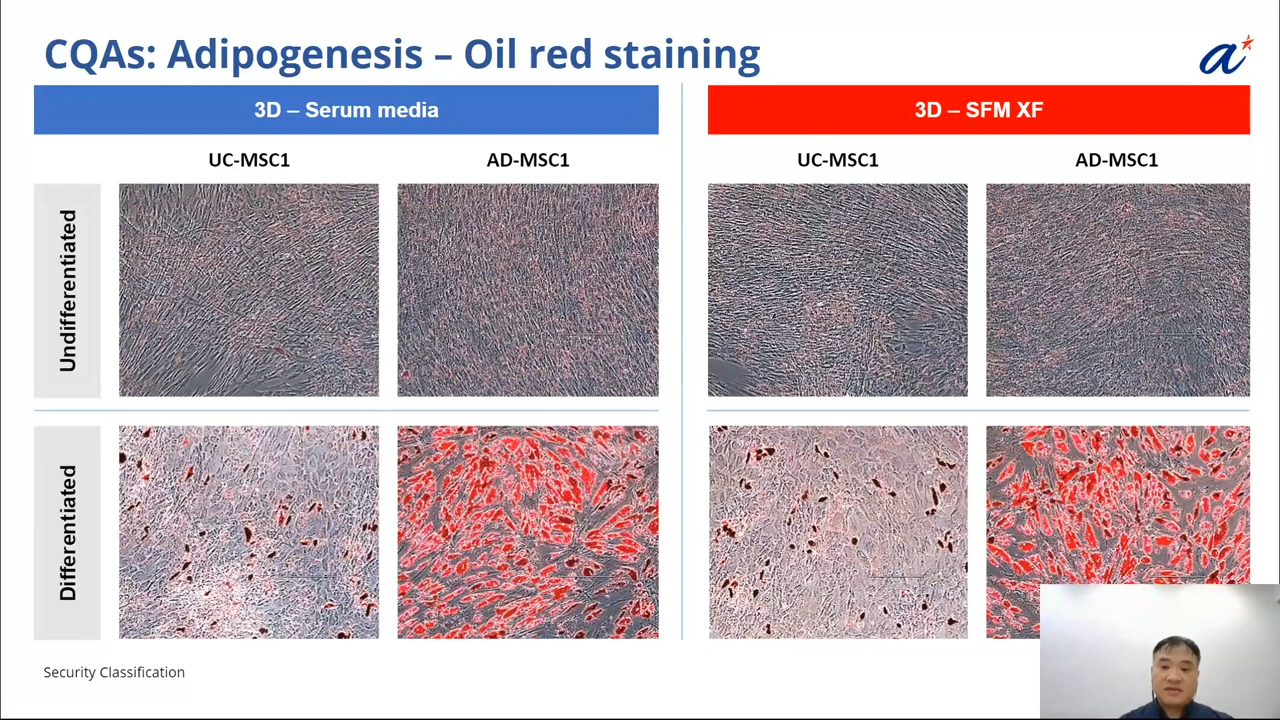 CQAs: Adipogenesis – Oil red staining
3D – Serum media
3D – SFM XF
UC-MSC1
AD-MSC1
UC-MSC1
AD-MSC1
Undifferentiated
Differentiated
Security Classification